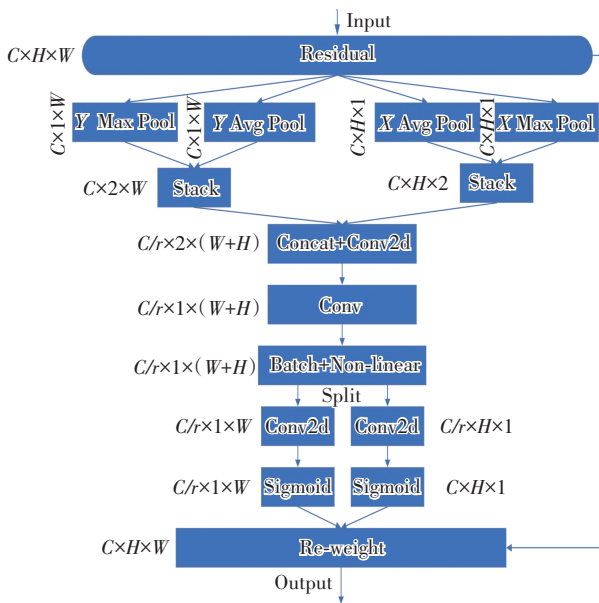 Input
C×H×W
Residual
C×1×W
Y Max Pool
C×1×W
Y Avg Pool
C×H×1
X Avg Pool
C×H×1
X Max Pool
C×2×W
Stack
C×H×2
Stack
C/r×2×(W+H)
Concat+Conv2d
C/r×1×(W+H)
Conv
C/r×1×(W+H)
Batch+Non-linear
Split
C/r×1×W
Conv2d
Conv2d
C/r×H×1
C/r×1×W
Sigmoid
Sigmoid
C×H×1
C×H×W
Re-weight
Output